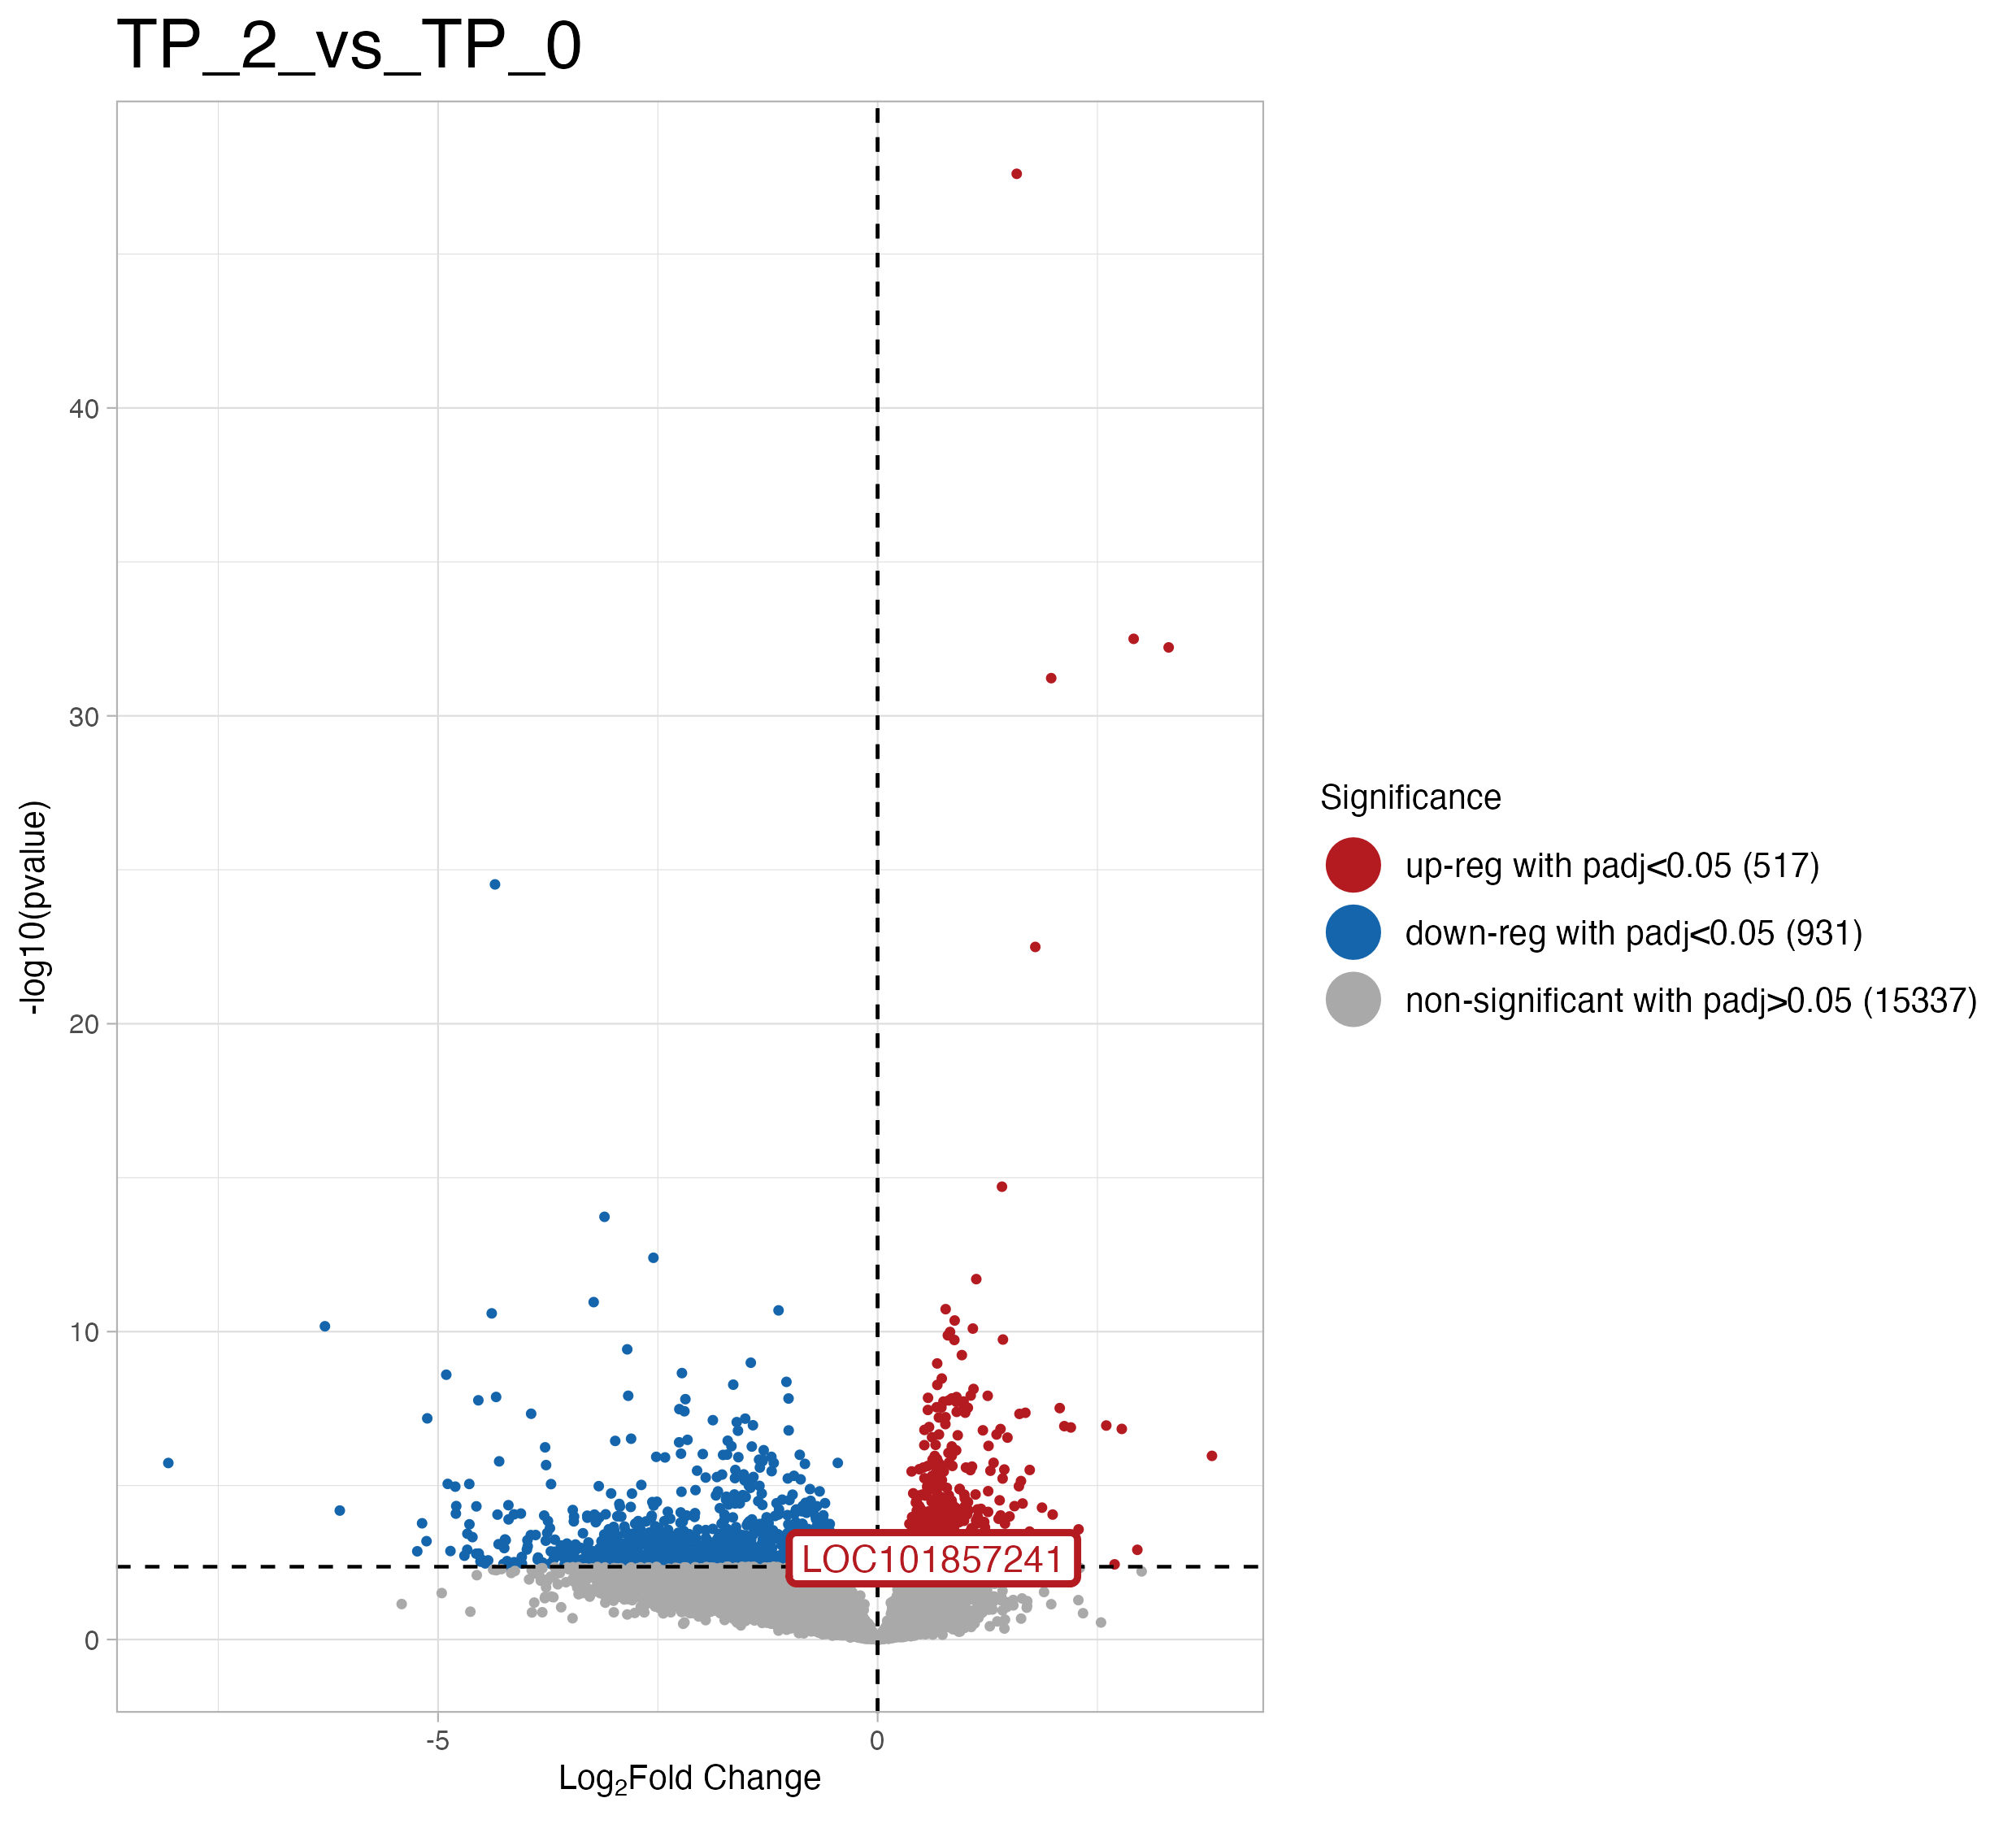 TP_2_vs_TP_0
-log10(pvalue)
40
30
20
10
0
LOC101857241
-5
0
Log₂Fold Change
Significance
up-reg with padj<0.05 (517)
down-reg with padj<0.05 (931)
non-significant with padj>0.05 (15337)